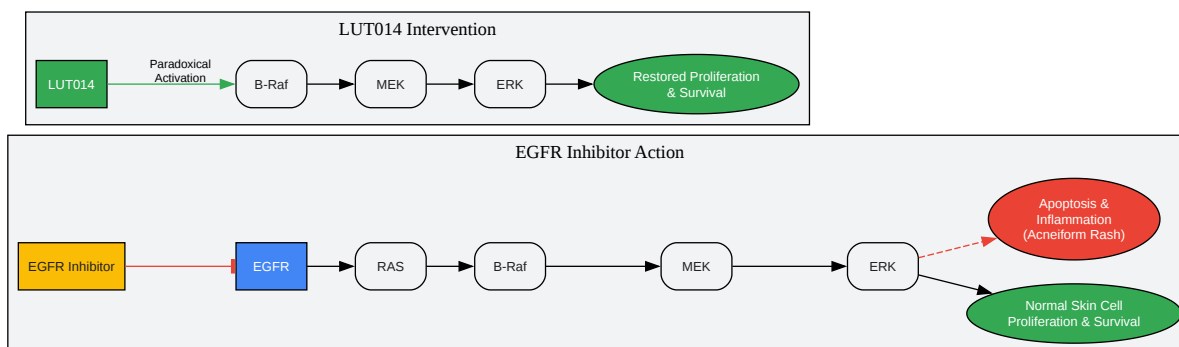 LUT014 Intervention
LUT014
Paradoxical
Activation
B-Raf
MEK
ERK
Restored Proliferation
& Survival
EGFR Inhibitor Action
EGFR Inhibitor
EGFR
RAS
B-Raf
MEK
ERK
Apoptosis &
Inflammation
(Acneiform Rash)
Normal Skin Cell
Proliferation & Survival